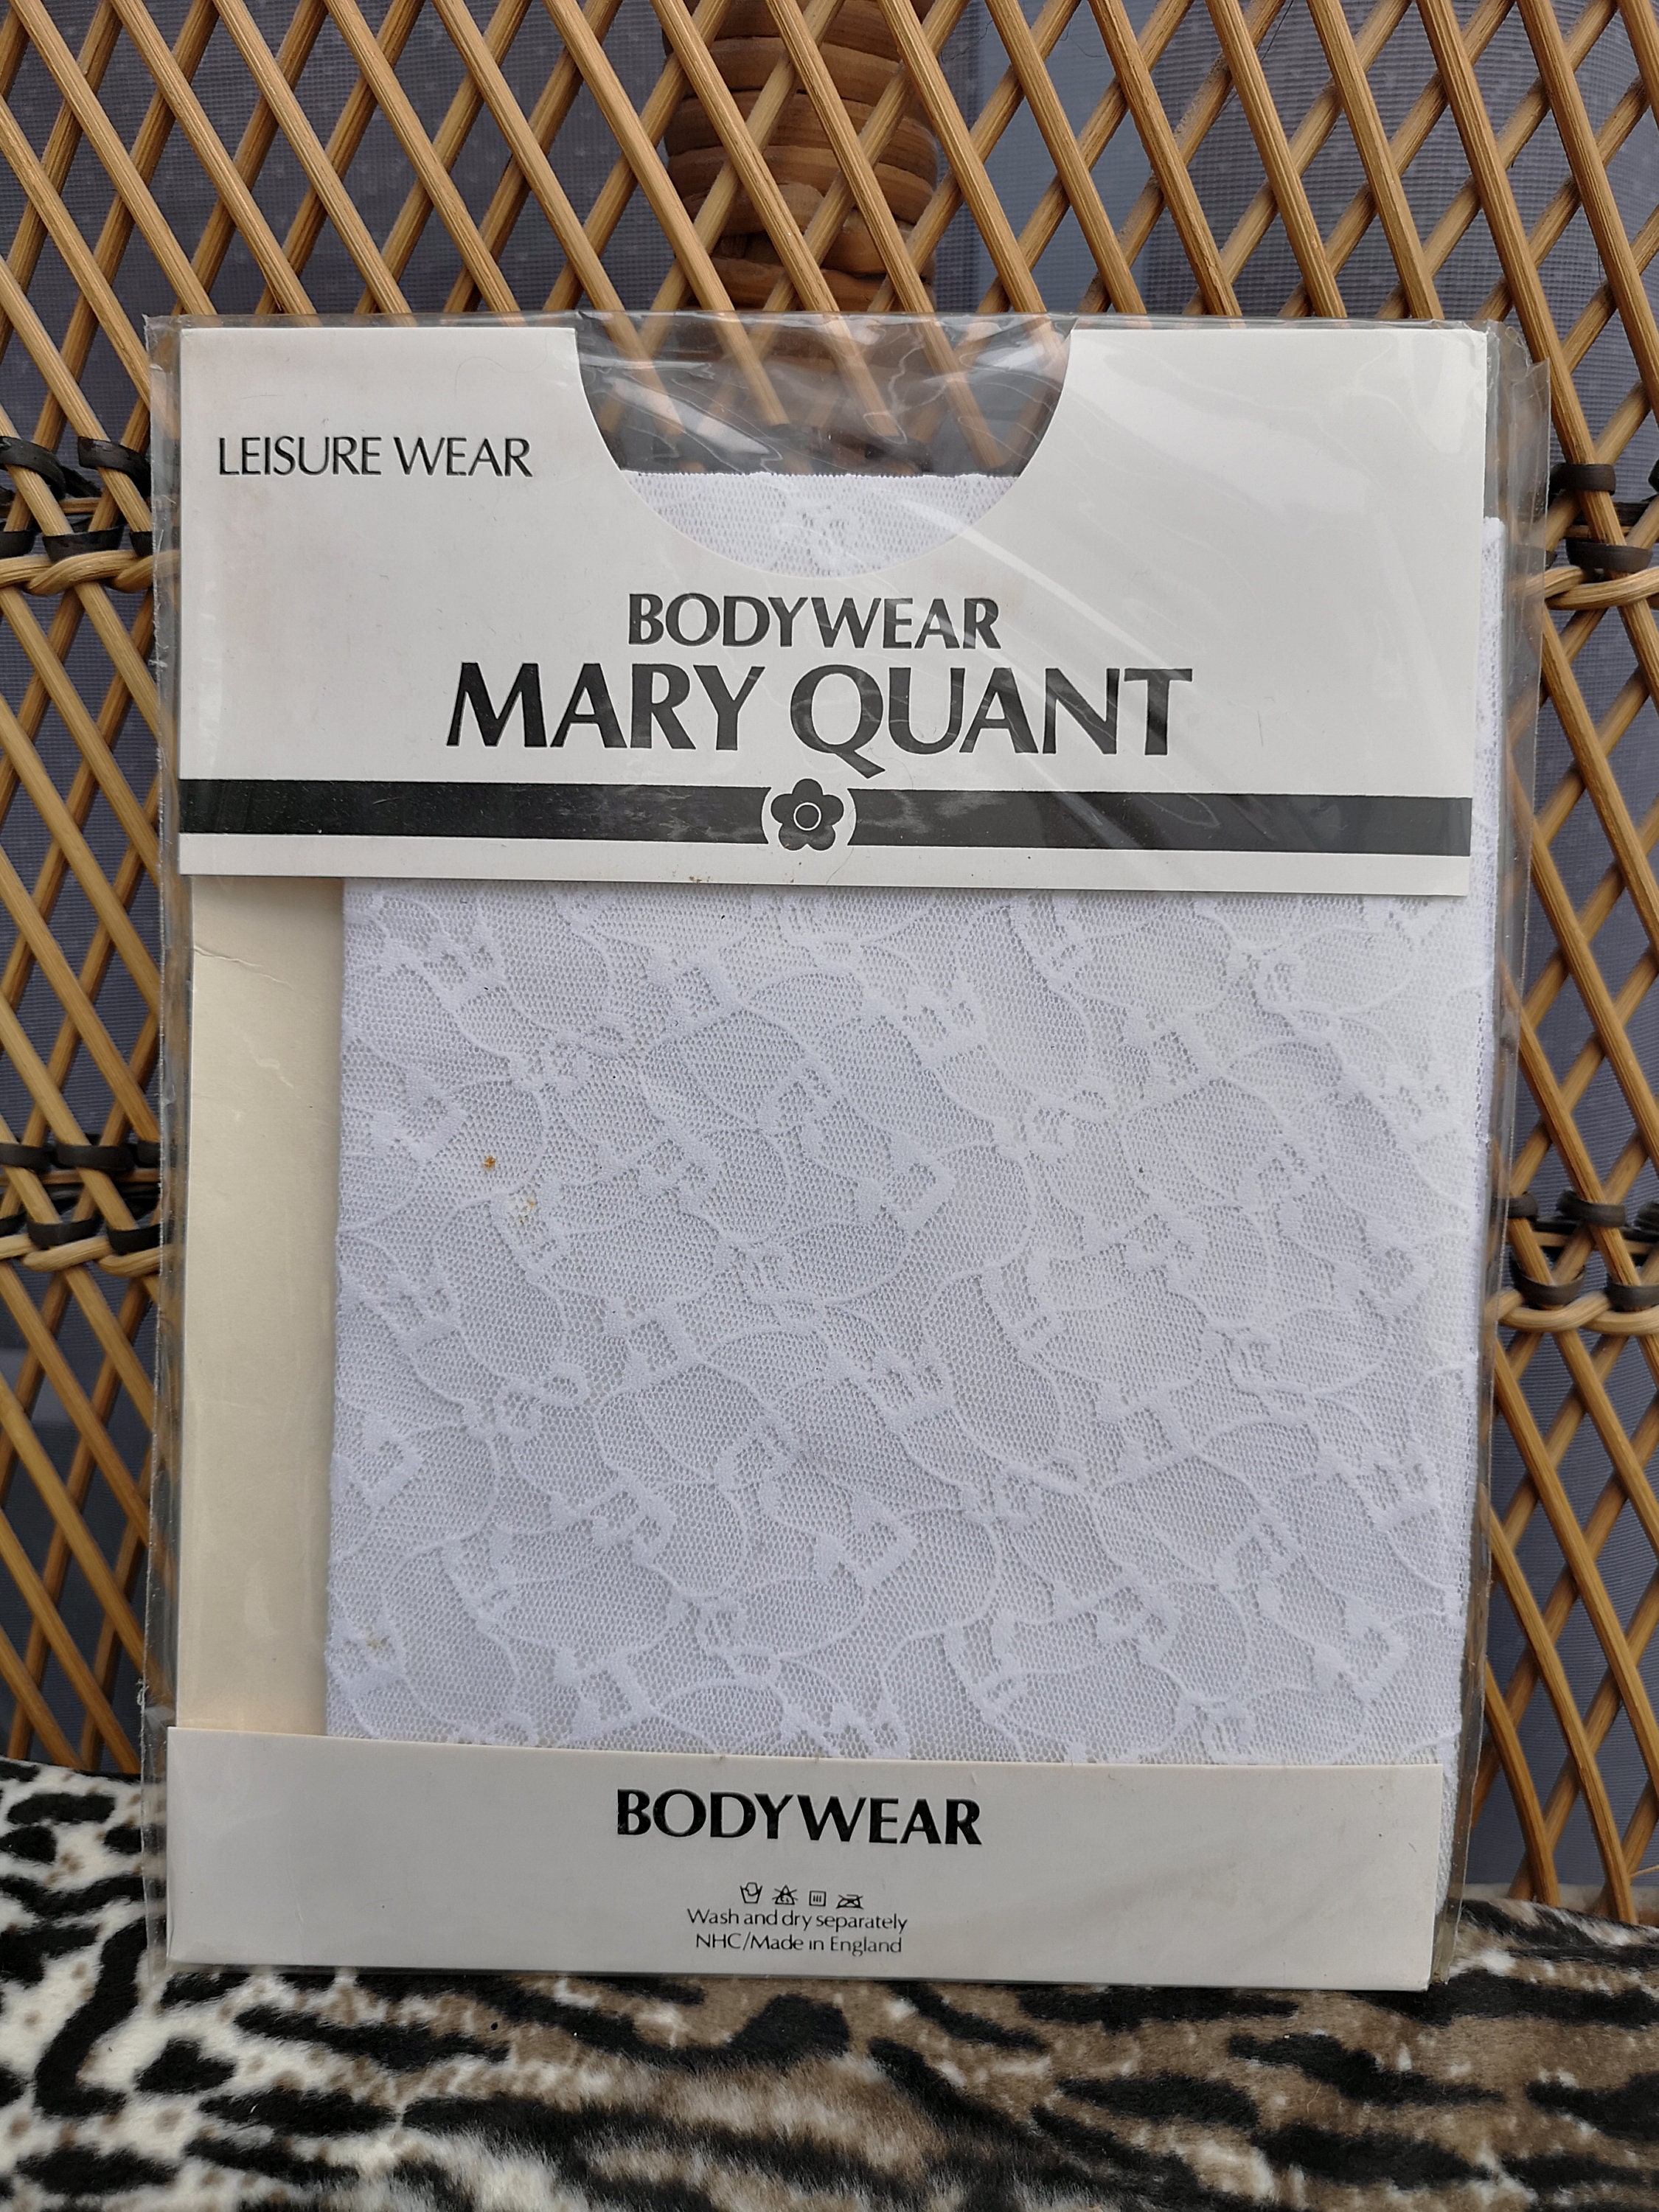 LEISURE WEAR
BODYWEAR
MARY QUANT
BODYWEAR
Wash and dry separately
NHC/Made in England